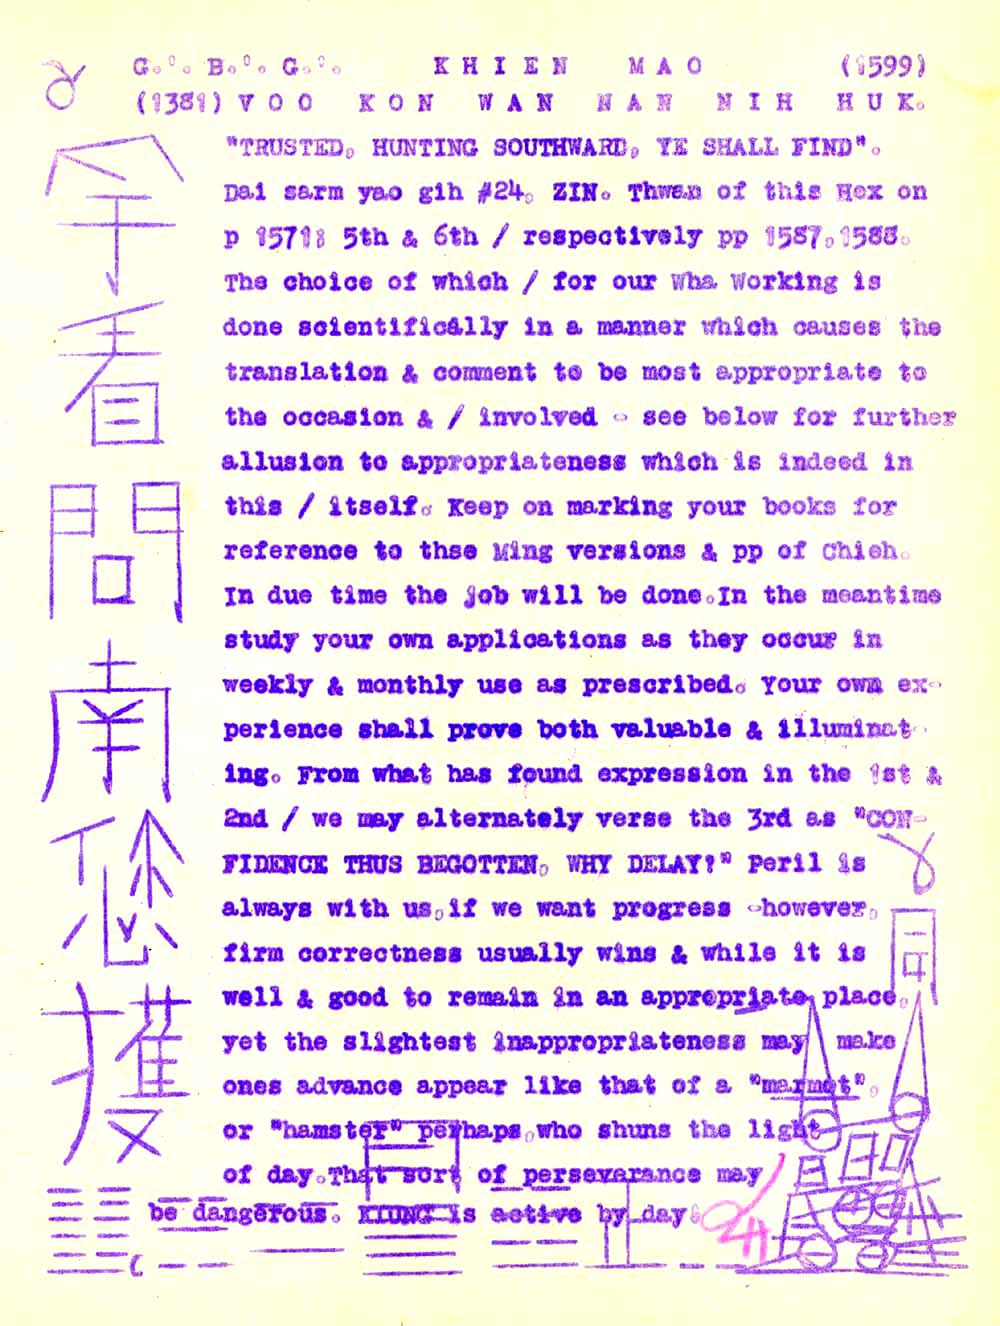 G.°. B.°. G.°. KHIEN MAO (1599)
(1381) VOO KON WAN NAN NIH HUK.
"TRUSTED, HUNTING SOUTHWARD, YE SHALL FIND".
Dai sarm yao gih #24. ZIN. Thwan of this Hex on
p 1571: 5th & 6th / respectively pp 1587,1588.
The choice of which / for our Wha Working is
done scientifically in a manner which causes the
translation & comment to be most appropriate to
the occasion & / involved - see below for further
allusion to appropriateness which is indeed in
this / itself. Keep on marking your books for
reference to thse Ming versions & pp of Chieh.
In due time the job will be done.In the meantime
study your own applications as they occur in
weekly & monthly use as prescribed. Your own ex-
perience shall prove both valuable & illuminat-
ing. From what has found expression in the 1st &
2nd / we may alternately verse the 3rd as "CON-
FIDENCE THUS BEGOTTEN, WHY DELAY?" Peril is
always with us,if we want progress -however,
firm correctness usually wins & while it is
well & good to remain in an appropriate place,
yet the slightest inappropriateness may make
ones advance appear like that of a "marmot",
or "hamster" perhaps,who shuns the light
of day.That sort of perseverance may
be dangerous. KIUNG is active by day.
罕
看
問
南
您
擭